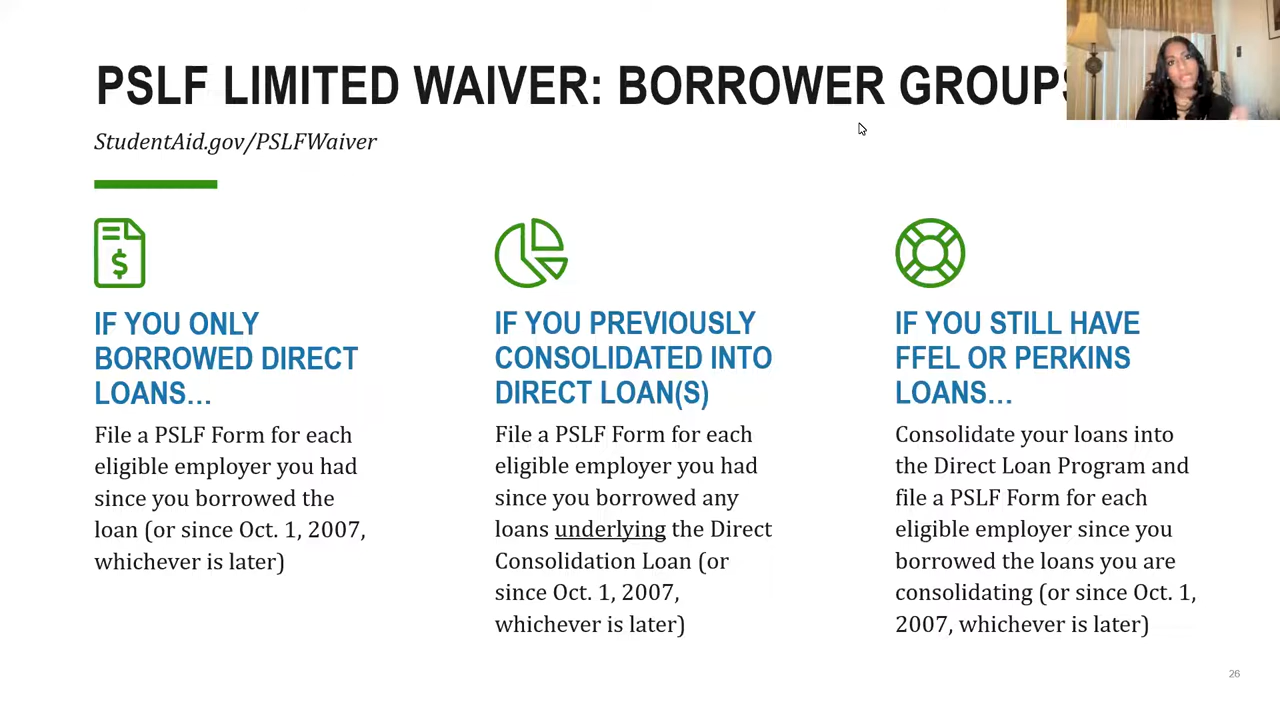 PSLF LIMITED WAIVER: BORROWER GROUPS
StudentAid.gov/PSLFWaiver
$
IF YOU ONLY
BORROWED DIRECT
LOANS…
File a PSLF Form for each
eligible employer you had
since you borrowed the
loan (or since Oct. 1, 2007,
whichever is later)
IF YOU PREVIOUSLY
CONSOLIDATED INTO
DIRECT LOAN(S)
File a PSLF Form for each
eligible employer you had
since you borrowed any
loans underlying the Direct
Consolidation Loan (or
since Oct. 1, 2007,
whichever is later)
IF YOU STILL HAVE
FFEL OR PERKINS
LOANS…
Consolidate your loans into
the Direct Loan Program and
file a PSLF Form for each
eligible employer since you
borrowed the loans you are
consolidating (or since Oct. 1,
2007, whichever is later)
26